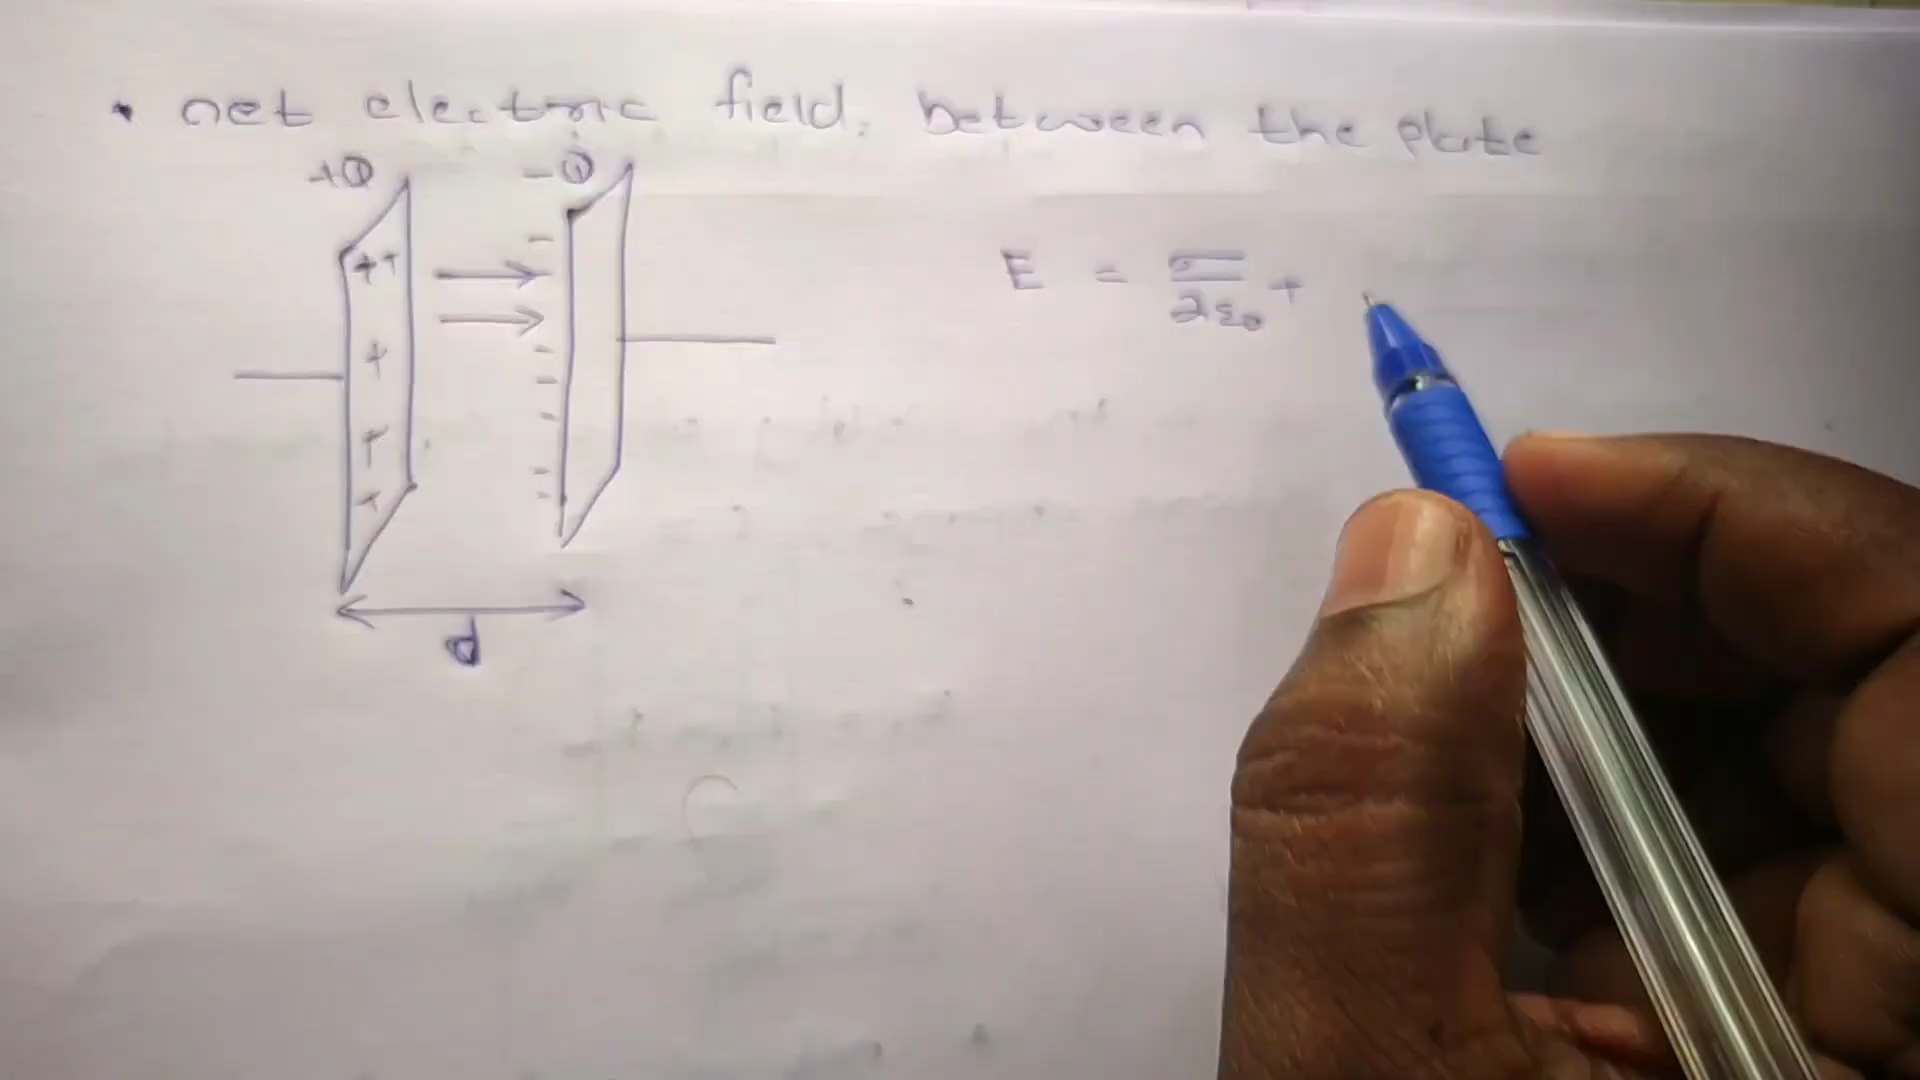 • net electric field. between the plate
+Q -Q
E = σ/2ε₀ +
++ -
+ -
+ -
+ -
d